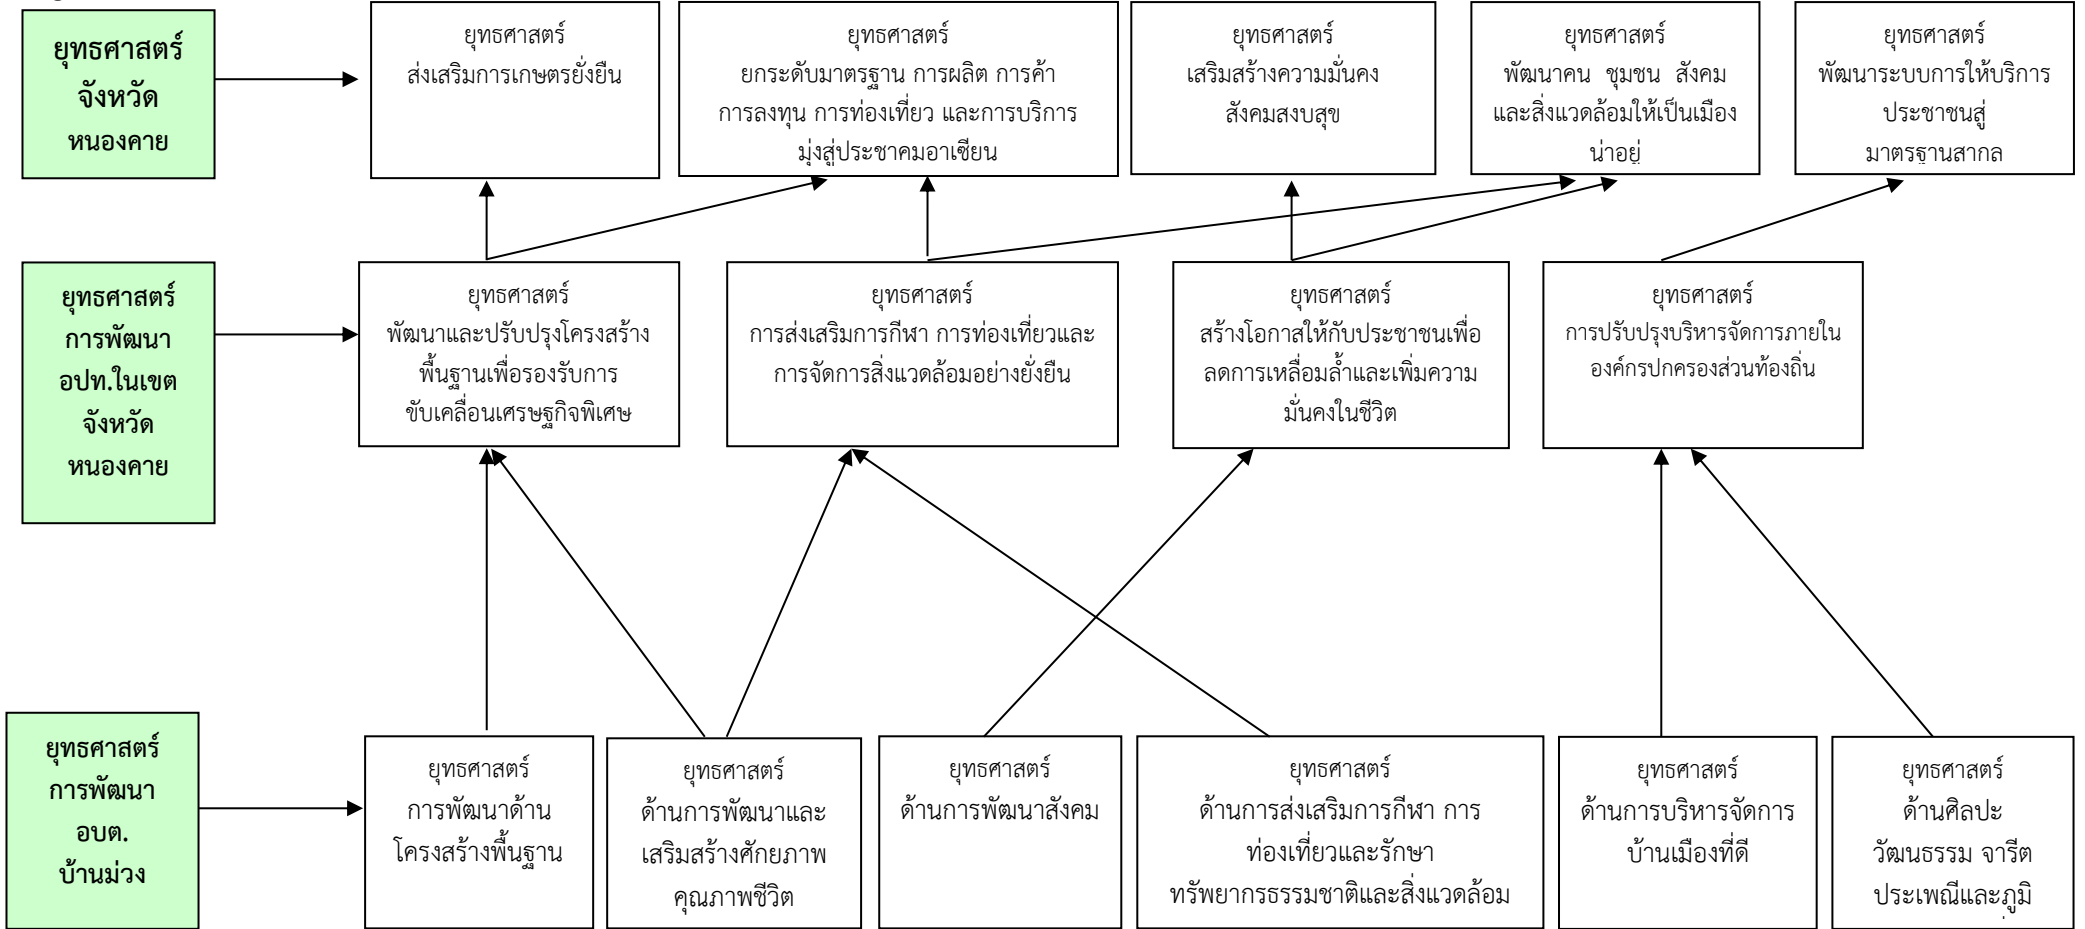 ยุทธศาสตร์
จังหวัด
หนองคาย
ยุทธศาสตร์
ส่งเสริมการเกษตรยั่งยืน
ยุทธศาสตร์
ยกระดับมาตรฐาน การผลิต การค้า
การลงทุน การท่องเที่ยว และการบริการ
มุ่งสู่ประชาคมอาเซียน
ยุทธศาสตร์
เสริมสร้างความมั่นคง
สังคมสงบสุข
ยุทธศาสตร์
พัฒนาคน ชุมชน สังคม
และสิ่งแวดล้อมให้เป็นเมือง
น่าอยู่
ยุทธศาสตร์
พัฒนาระบบการให้บริการ
ประชาชนสู่
มาตรฐานสากล
ยุทธศาสตร์
การพัฒนา
อปท.ในเขต
จังหวัด
หนองคาย
ยุทธศาสตร์
พัฒนาและปรับปรุงโครงสร้าง
พื้นฐานเพื่อรองรับการ
ขับเคลื่อนเศรษฐกิจพิเศษ
ยุทธศาสตร์
การส่งเสริมการกีฬา การท่องเที่ยวและ
การจัดการสิ่งแวดล้อมอย่างยั่งยืน
ยุทธศาสตร์
สร้างโอกาสให้กับประชาชนเพื่อ
ลดการเหลื่อมล้ำและเพิ่มความ
มั่นคงในชีวิต
ยุทธศาสตร์
การปรับปรุงบริหารจัดการภายใน
องค์กรปกครองส่วนท้องถิ่น
ยุทธศาสตร์
การพัฒนา
อบต.
บ้านม่วง
ยุทธศาสตร์
การพัฒนาด้าน
โครงสร้างพื้นฐาน
ยุทธศาสตร์
ด้านการพัฒนาและ
เสริมสร้างศักยภาพ
คุณภาพชีวิต
ยุทธศาสตร์
ด้านการพัฒนาสังคม
ยุทธศาสตร์
ด้านการส่งเสริมการกีฬา การ
ท่องเที่ยวและรักษา
ทรัพยากรธรรมชาติและสิ่งแวดล้อม
ยุทธศาสตร์
ด้านการบริหารจัดการ
บ้านเมืองที่ดี
ยุทธศาสตร์
ด้านศิลปะ
วัฒนธรรม จารีต
ประเพณีและภูมิ